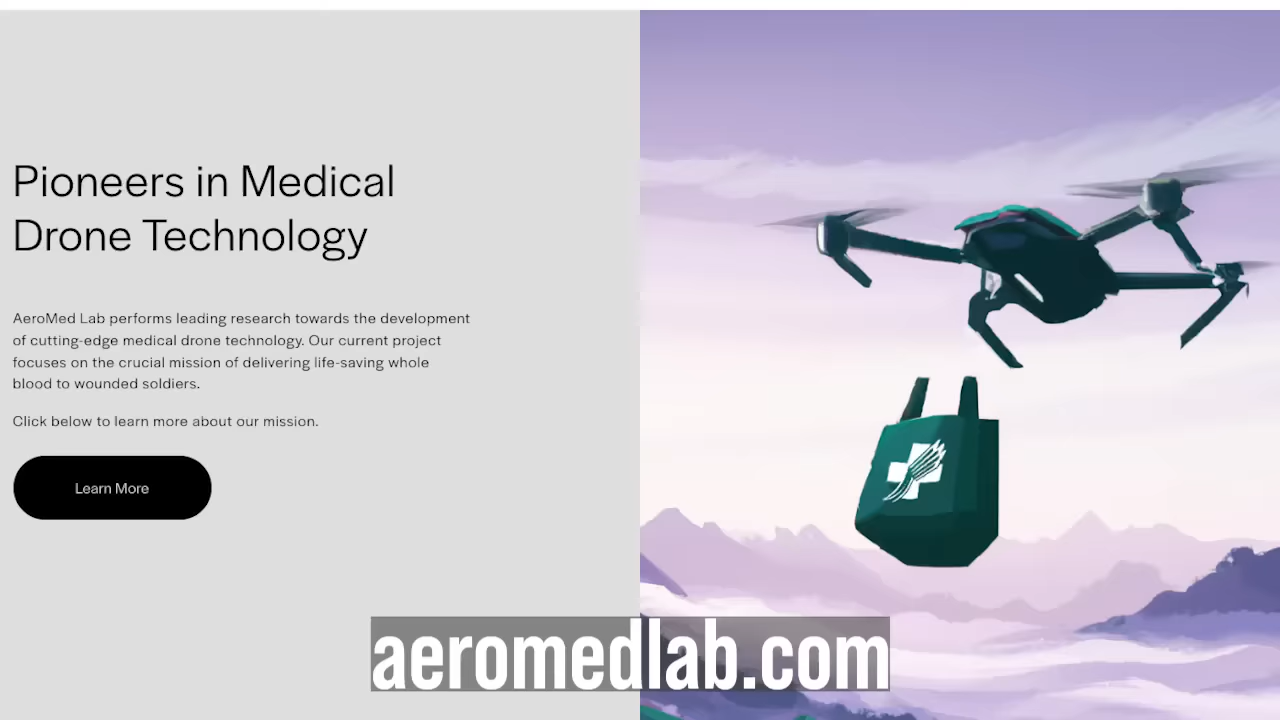 Pioneers in Medical
Drone Technology
AeroMed Lab performs leading research towards the development
of cutting-edge medical drone technology. Our current project
focuses on the crucial mission of delivering life-saving whole
blood to wounded soldiers.
Click below to learn more about our mission.
Learn More
aeromedlab.com